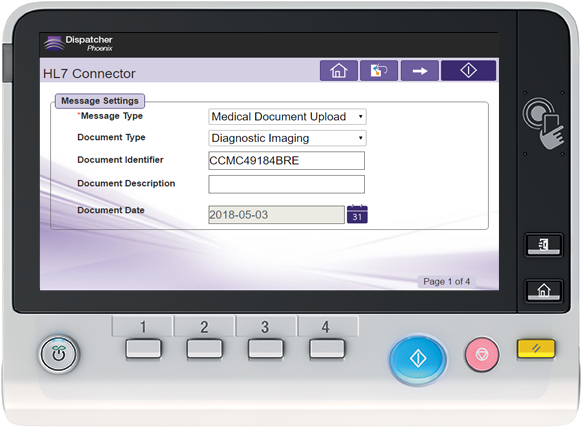 Dispatcher
Phoenix
HL7 Connector
Message Settings
*Message Type Medical Document Upload
Document Type Diagnostic Imaging
Document Identifier CCMC49184BRE
Document Description
Document Date 2018-05-03 31
Page 1 of 4
1 2 3 4